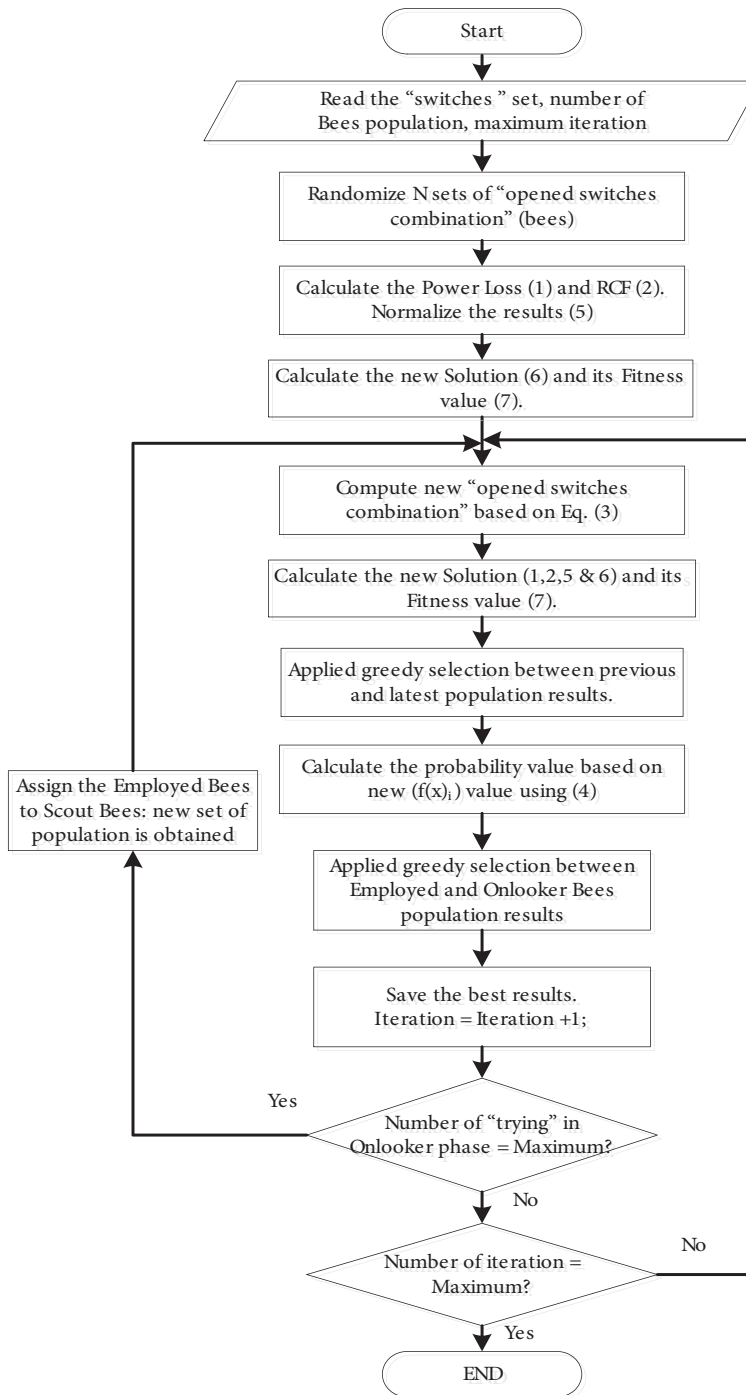 Start
Read the “switches ” set, number of
Bees population, maximum iteration
Randomize N sets of “opened switches
combination” (bees)
Calculate the Power Loss (1) and RCF (2).
Normalize the results (5)
Calculate the new Solution (6) and its Fitness
value (7).
Compute new “opened switches
combination” based on Eq. (3)
Calculate the new Solution (1,2,5 & 6) and its
Fitness value (7).
Applied greedy selection between previous
and latest population results.
Calculate the probability value based on
new (f(x)ᵢ) value using (4)
Assign the Employed Bees
to Scout Bees: new set of
population is obtained
Applied greedy selection between
Employed and Onlooker Bees
population results
Save the best results.
Iteration = Iteration +1;
Yes
Number of “trying” in
Onlooker phase = Maximum?
No
Number of iteration =
Maximum?
No
Yes
END